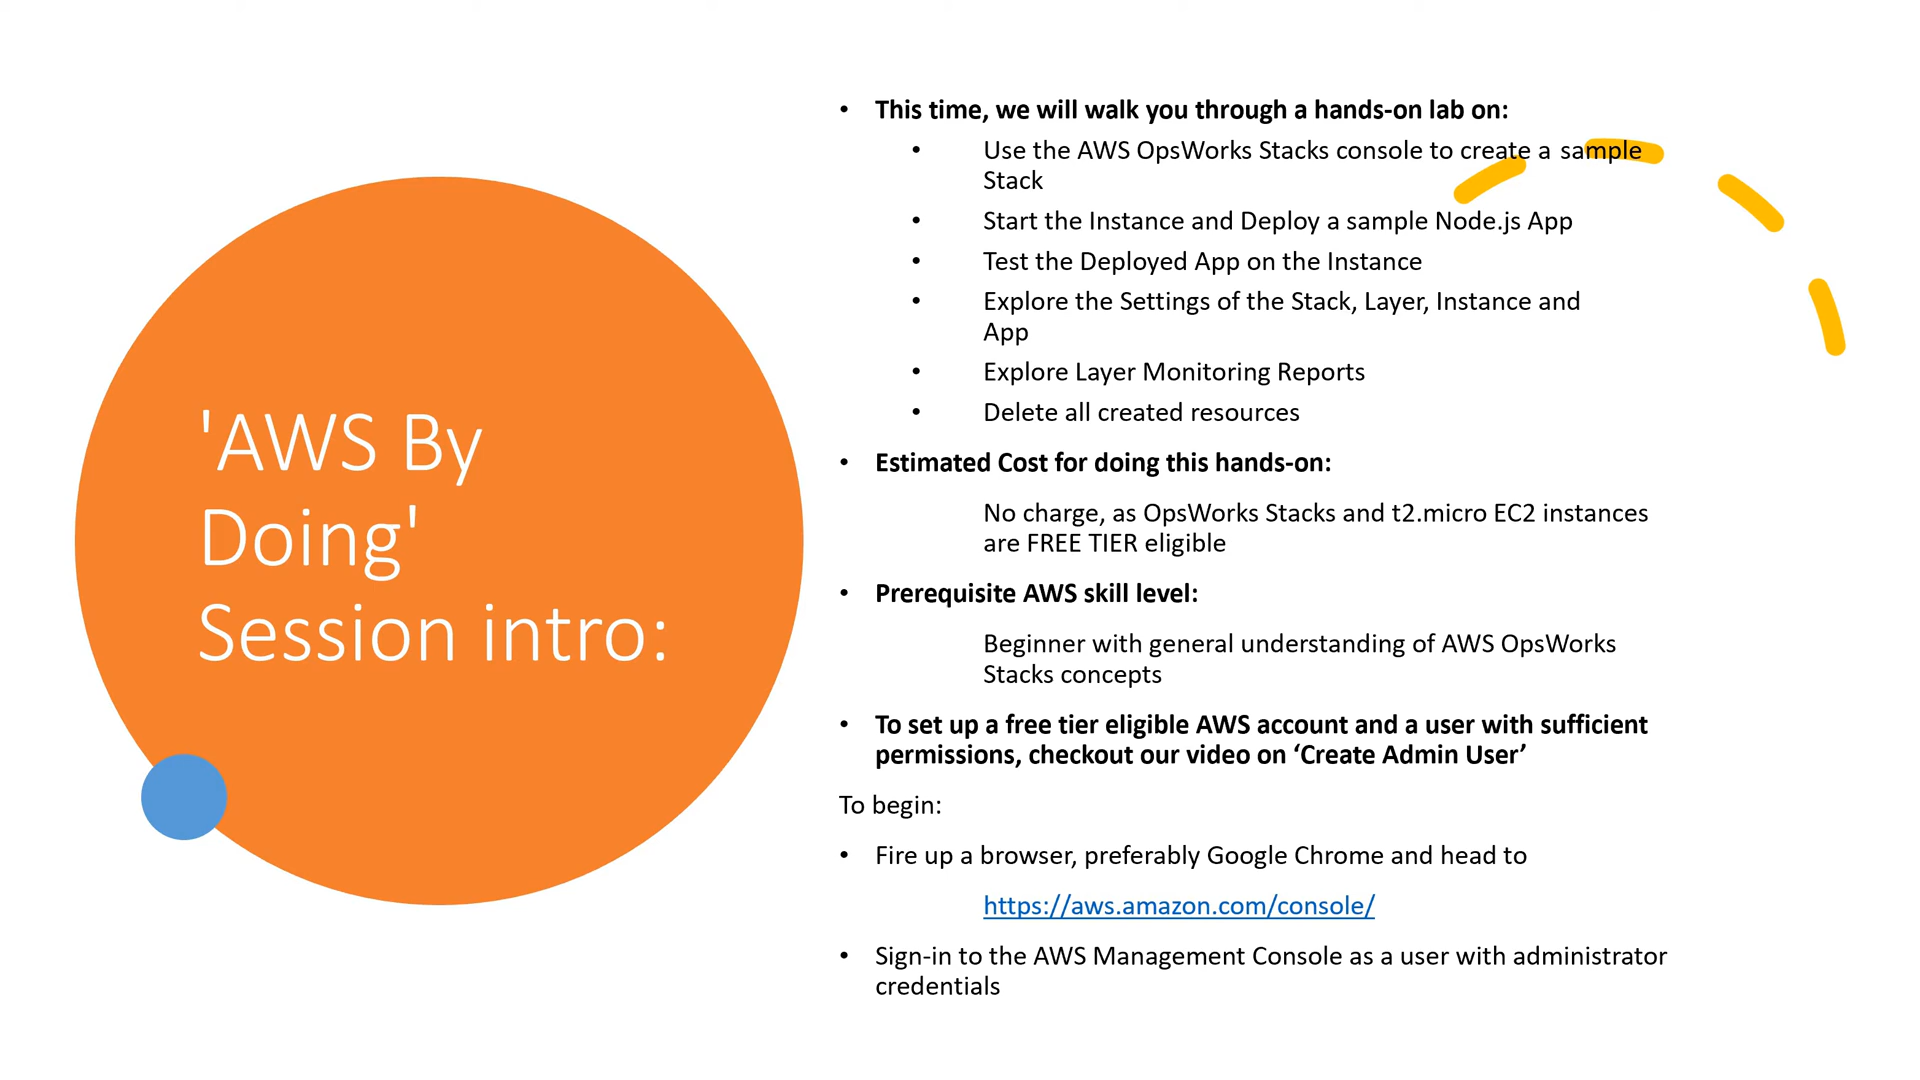 'AWS By
Doing'
Session intro:
• This time, we will walk you through a hands-on lab on:
• Use the AWS OpsWorks Stacks console to create a sample
Stack
• Start the Instance and Deploy a sample Node.js App
• Test the Deployed App on the Instance
• Explore the Settings of the Stack, Layer, Instance and
App
• Explore Layer Monitoring Reports
• Delete all created resources
• Estimated Cost for doing this hands-on:
No charge, as OpsWorks Stacks and t2.micro EC2 instances
are FREE TIER eligible
• Prerequisite AWS skill level:
Beginner with general understanding of AWS OpsWorks
Stacks concepts
• To set up a free tier eligible AWS account and a user with sufficient
permissions, checkout our video on ‘Create Admin User’
To begin:
• Fire up a browser, preferably Google Chrome and head to
https://aws.amazon.com/console/
• Sign-in to the AWS Management Console as a user with administrator
credentials